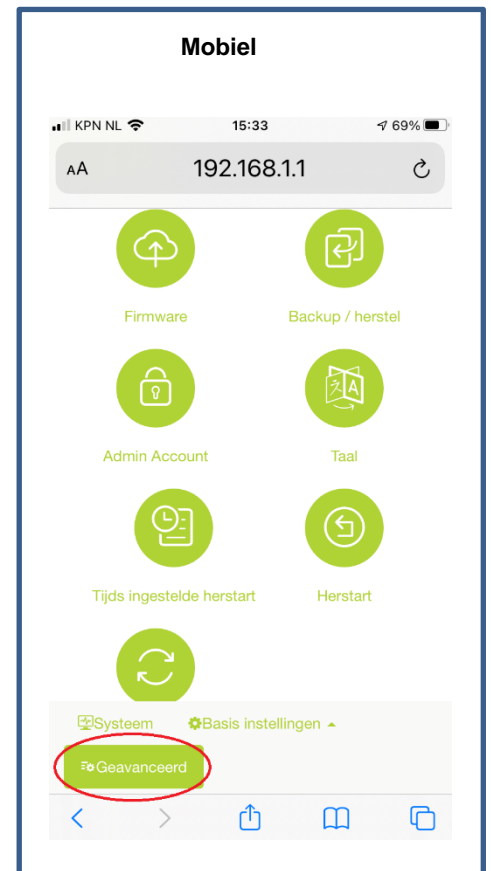 Mobiel
KPN NL 15:33 69%
AA 192.168.1.1
Firmware Backup / herstel
Admin Account Taal
Tijds ingestelde herstart Herstart
Systeem Basis instellingen
Geavanceerd